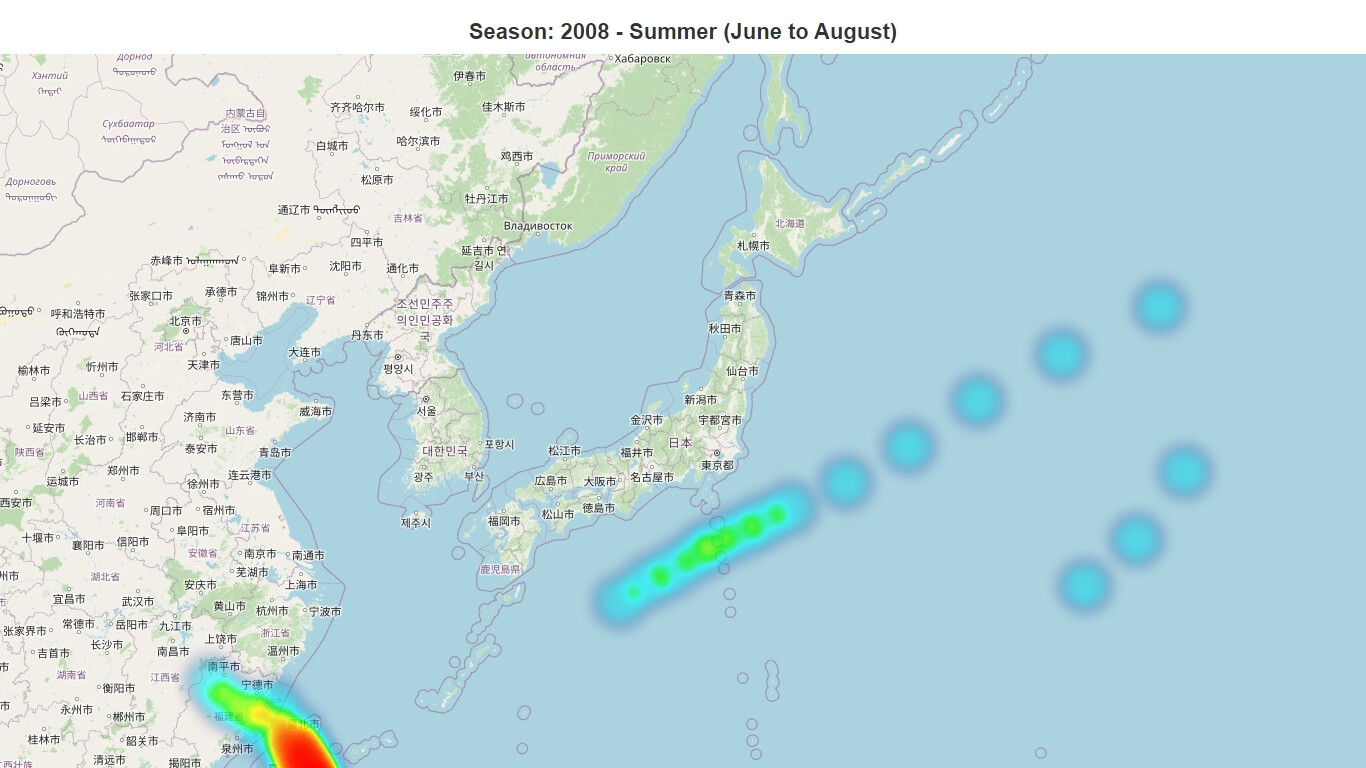 Season: 2008 - Summer (June to August)
Дорнод
автономная
область
Хабаровск
Хэнтий
伊春市
齐齐哈尔市
绥化市
佳木斯市
内蒙古自
治区
Сүхбаатар
白城市
哈尔滨市
鸡西市
Приморский
край
Дорноговь
松原市
牡丹江市
通辽市
吉林省
Владивосток
北海道
四平市
札幌市
延吉市 연
길시
赤峰市
阜新市
沈阳市
通化市
张家口市
承德市
锦州市
辽宁省
조선민주주
의인민공화
국
青森市
呼和浩特市
北京市
秋田市
河北省
唐山市
丹东市
大连市
天津市
평양시
榆林市
忻州市
仙台市
吕梁市
山西省
石家庄市
东营市
威海市
서울
新潟市
延安市
长治市
邯郸市
济南市
山东省
金沢市
宇都宮市
陕西省
泰安市
青岛市
대한민국
포항시
松江市
福井市
日本
東京都
运城市
郑州市
徐州市
连云港市
광주
부산
広島市
大阪市
名古屋市
西安市
河南省
周口市
宿州市
제주시
福岡市
松山市
徳島市
十堰市
襄阳市
信阳市
阜阳市
江苏省
安徽省
南京市
南通市
鹿児島県
湖北省
安庆市
芜湖市
上海市
宜昌市
武汉市
黄山市
杭州市
宁波市
张家界市
常德市
岳阳市
九江市
浙江省
吉首市
长沙市
南昌市
上饶市
温州市
湖南省
江西省
南平市
衡阳市
宁德市
永州市
郴州市
福建省
桂林市
韶关市
泉州市
清远市
揭阳市